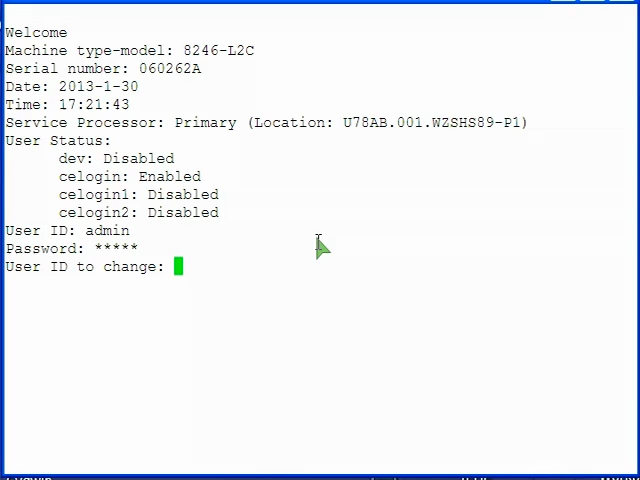 Welcome
Machine type-model: 8246-L2C
Serial number: 060262A
Date: 2013-1-30
Time: 17:21:43
Service Processor: Primary (Location: U78AB.001.WZSHS89-P1)
User Status:
dev: Disabled
celogin: Enabled
celogin1: Disabled
celogin2: Disabled
User ID: admin
Password: *****
User ID to change: